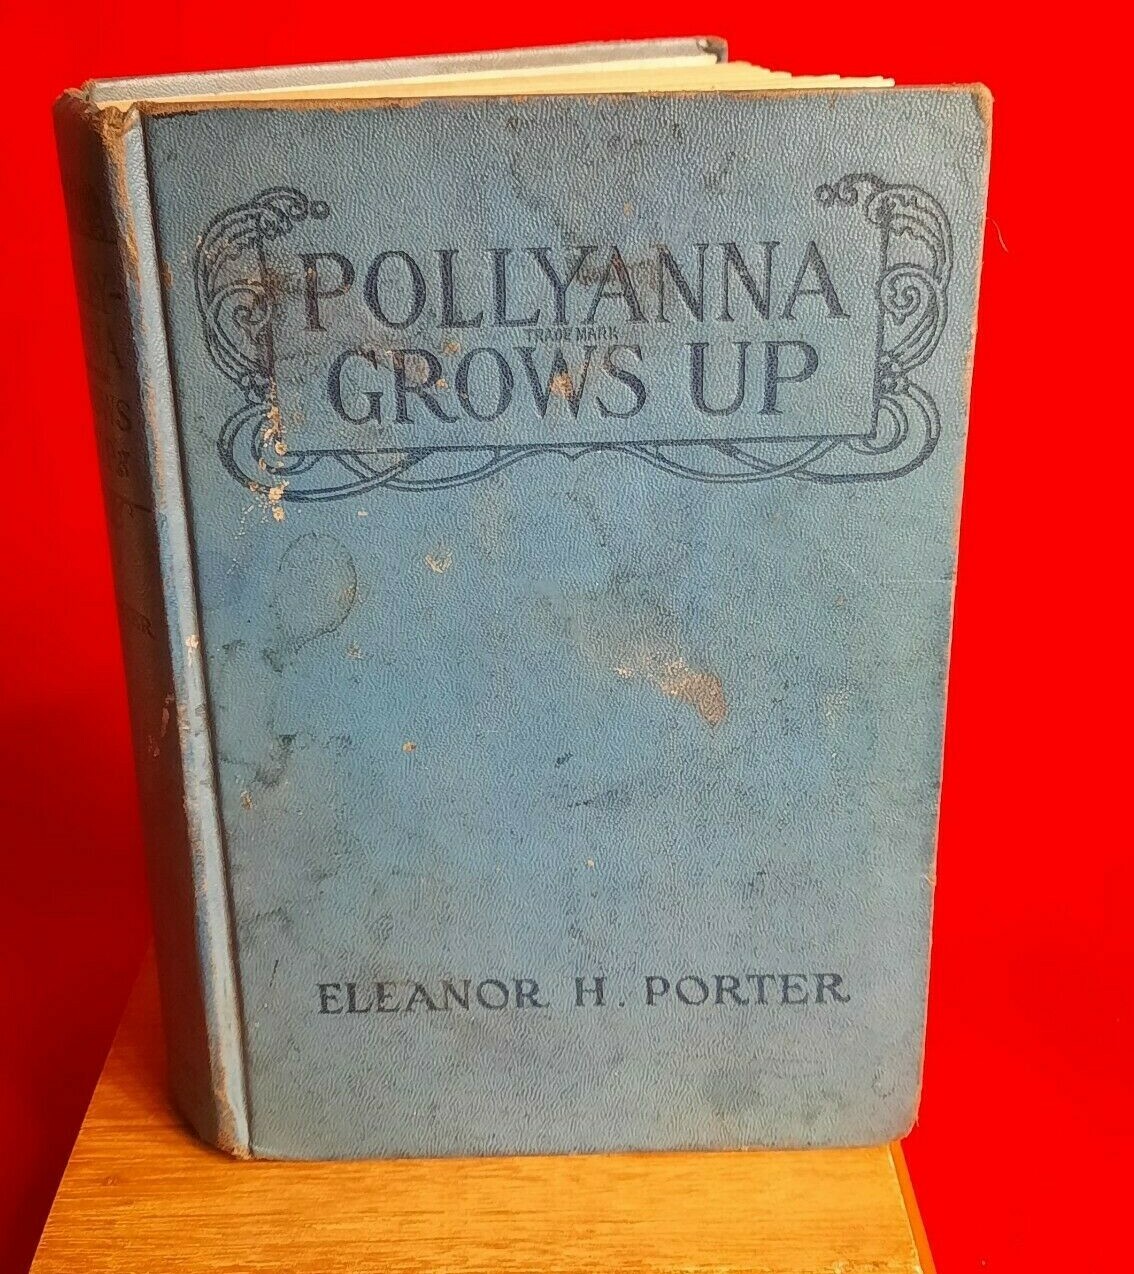 POLLYANNA
TRADE MARK
GROWS UP
ELEANOR H. PORTER